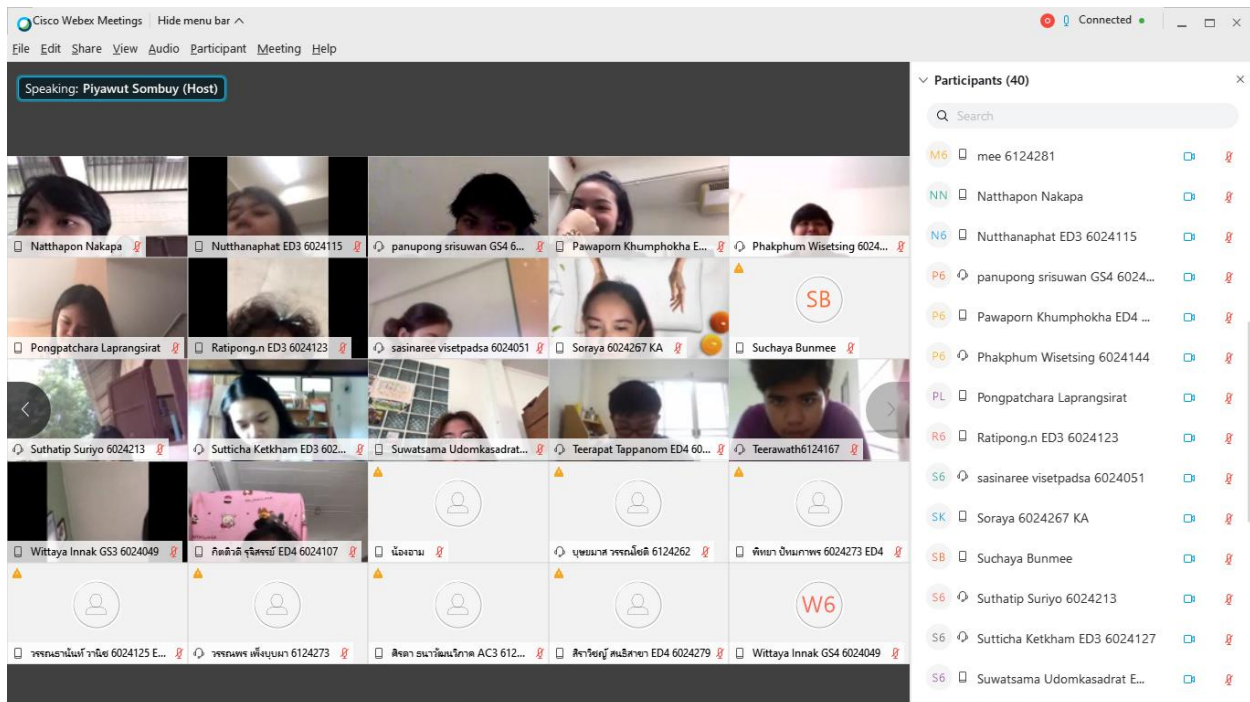 Cisco Webex Meetings Hide menu bar
Connected
File Edit Share View Audio Participant Meeting Help
Speaking: Piyawut Sombuy (Host)
Natthapon Nakapa
Nutthanaphat ED3 6024115
panupong srisuwan GS4 6...
Pawaporn Khumphokha E...
Phakphum Wisetsing 6024...
Pongpatchara Laprangsirat
Ratipong.n ED3 6024123
sasinaree visetpadsa 6024051
Soraya 6024267 KA
SB
Suchaya Bunmee
Suthatip Suriyo 6024213
Sutticha Ketkham ED3 602...
Suwatsama Udomkasadrat...
Teerapat Tappanom ED4 60...
Teerawath6124167
Wittaya Innak GS3 6024049
กิตติวดี รุจิสรรม์ ED4 6024107
น้องอาม
บุษยมาส วรรณโชติ 6124262
พิทยา ปัทมภาพร 6024273 ED4
วรรณธานันท์ วานิช 6024125 E...
วรรณพร เพ็งบุบผา 6124273
ศิรดา ธนาวัฒนวิภาค AC3 612...
ศิราวิชญ์ สนธิสาขา ED4 6024279
W6
Wittaya Innak GS4 6024049
Participants (40)
Search
M6 mee 6124281
NN Natthapon Nakapa
N6 Nutthanaphat ED3 6024115
P6 panupong srisuwan GS4 6024...
P6 Pawaporn Khumphokha ED4 ...
P6 Phakphum Wisetsing 6024144
PL Pongpatchara Laprangsirat
R6 Ratipong.n ED3 6024123
S6 sasinaree visetpadsa 6024051
SK Soraya 6024267 KA
SB Suchaya Bunmee
S6 Suthatip Suriyo 6024213
S6 Sutticha Ketkham ED3 6024127
S6 Suwatsama Udomkasadrat E...